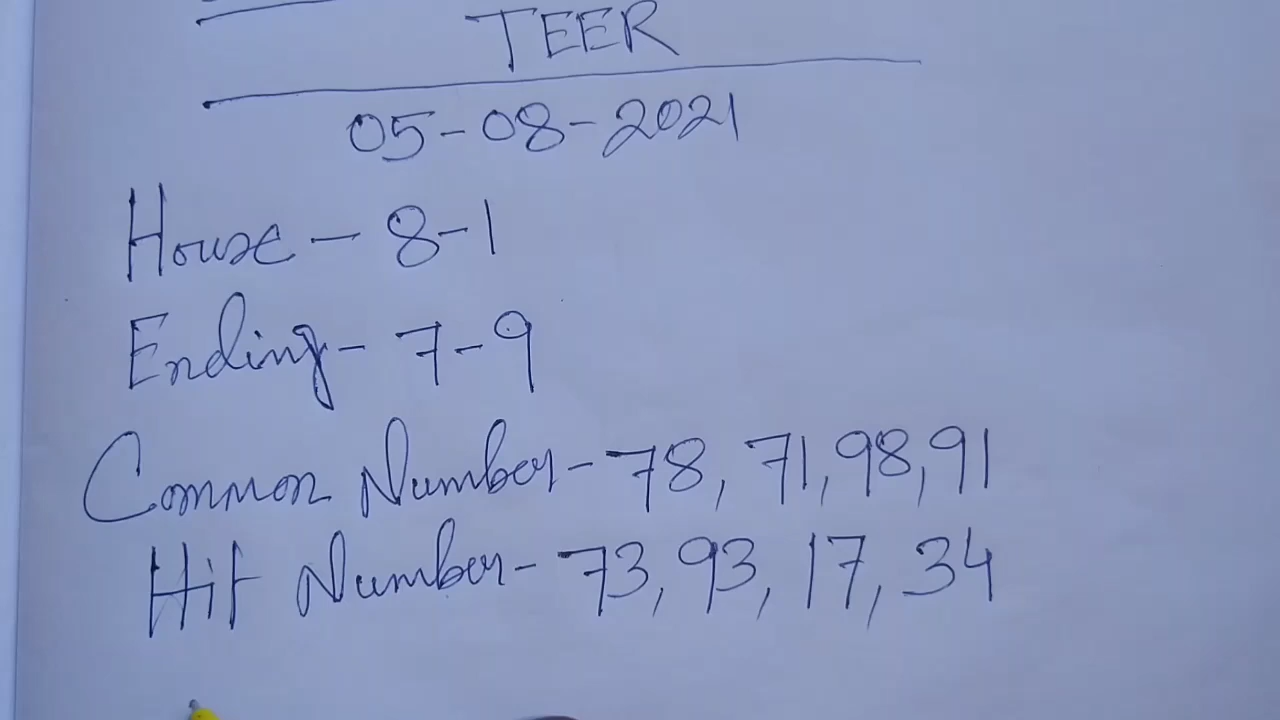 TEER
05-08-2021
House - 8-1
Ending - 7-9
Common Number - 78, 71, 98, 91
Hit Number - 73, 93, 17, 34